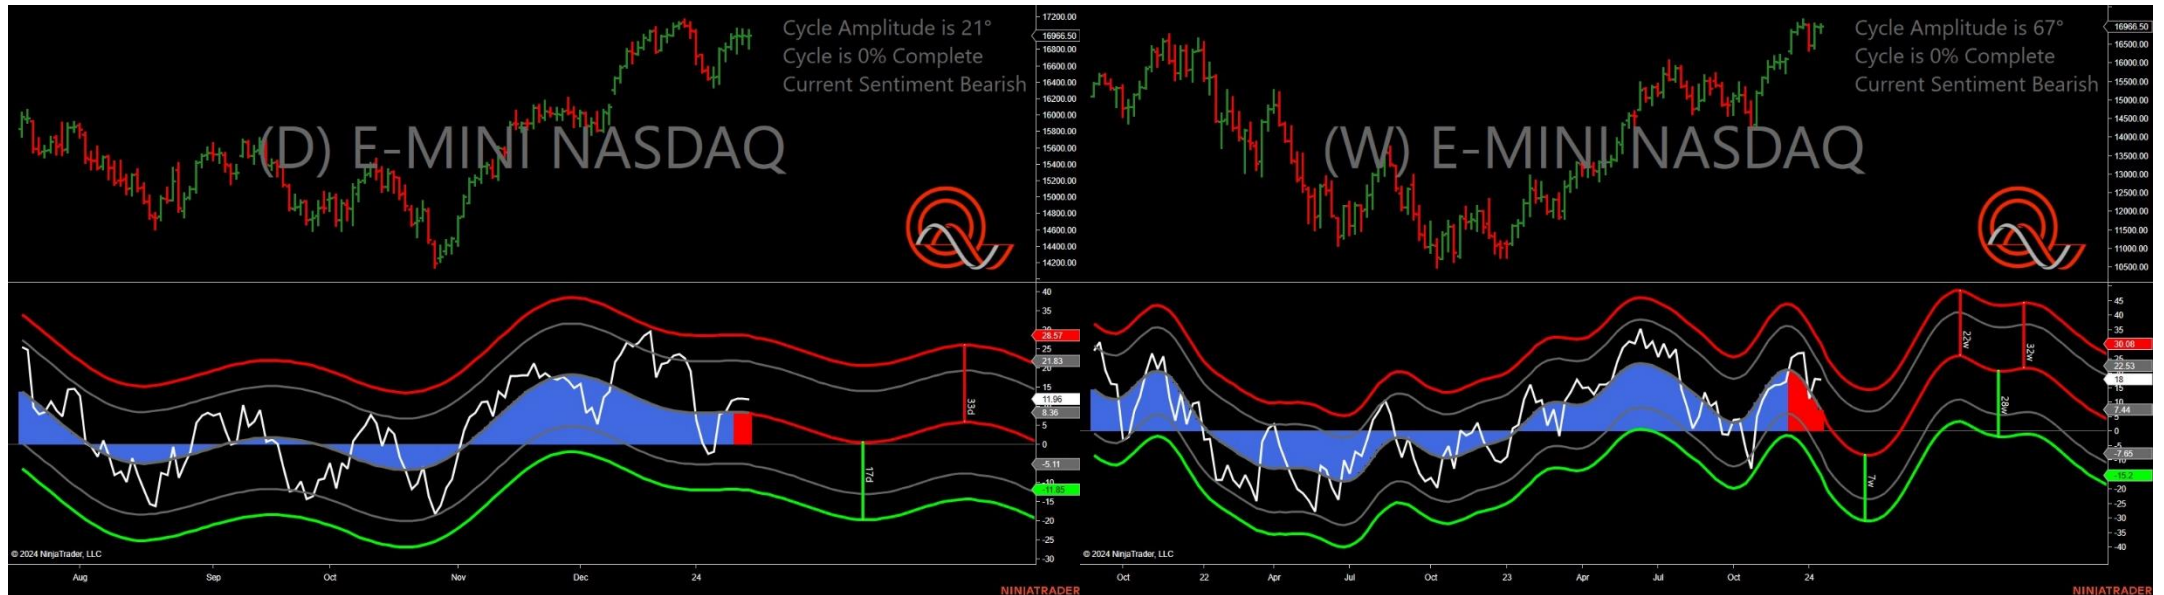 Cycle Amplitude is 21°
Cycle is 0% Complete
Current Sentiment Bearish
(D) E-MINI NASDAQ
17200.00
16966.50
16800.00
16400.00
16200.00
15800.00
15600.00
15200.00
15000.00
14800.00
14600.00
14400.00
14200.00
40
35
28.57
25
21.83
20
15
11.96
8.36
5
0
-5.11
-10
-11.85
-15
-20
-25
-30
33d
17d
© 2024 NinjaTrader, LLC
Aug
Sep
Oct
Nov
Dec
24
NINJATRADER
Cycle Amplitude is 67°
Cycle is 0% Complete
Current Sentiment Bearish
(W) E-MINI NASDAQ
16966.50
16500.00
16000.00
15500.00
15000.00
14500.00
14000.00
13500.00
13000.00
12500.00
12000.00
11500.00
11000.00
10500.00
45
40
35
30.08
25
22.53
18
15
10
7.44
5
0
-5
-7.65
-10
-15.2
-20
-25
-30
-35
-40
22w
32w
28w
7w
© 2024 NinjaTrader, LLC
Oct
22
Apr
Jul
Oct
23
Apr
Jul
Oct
24
NINJATRADER